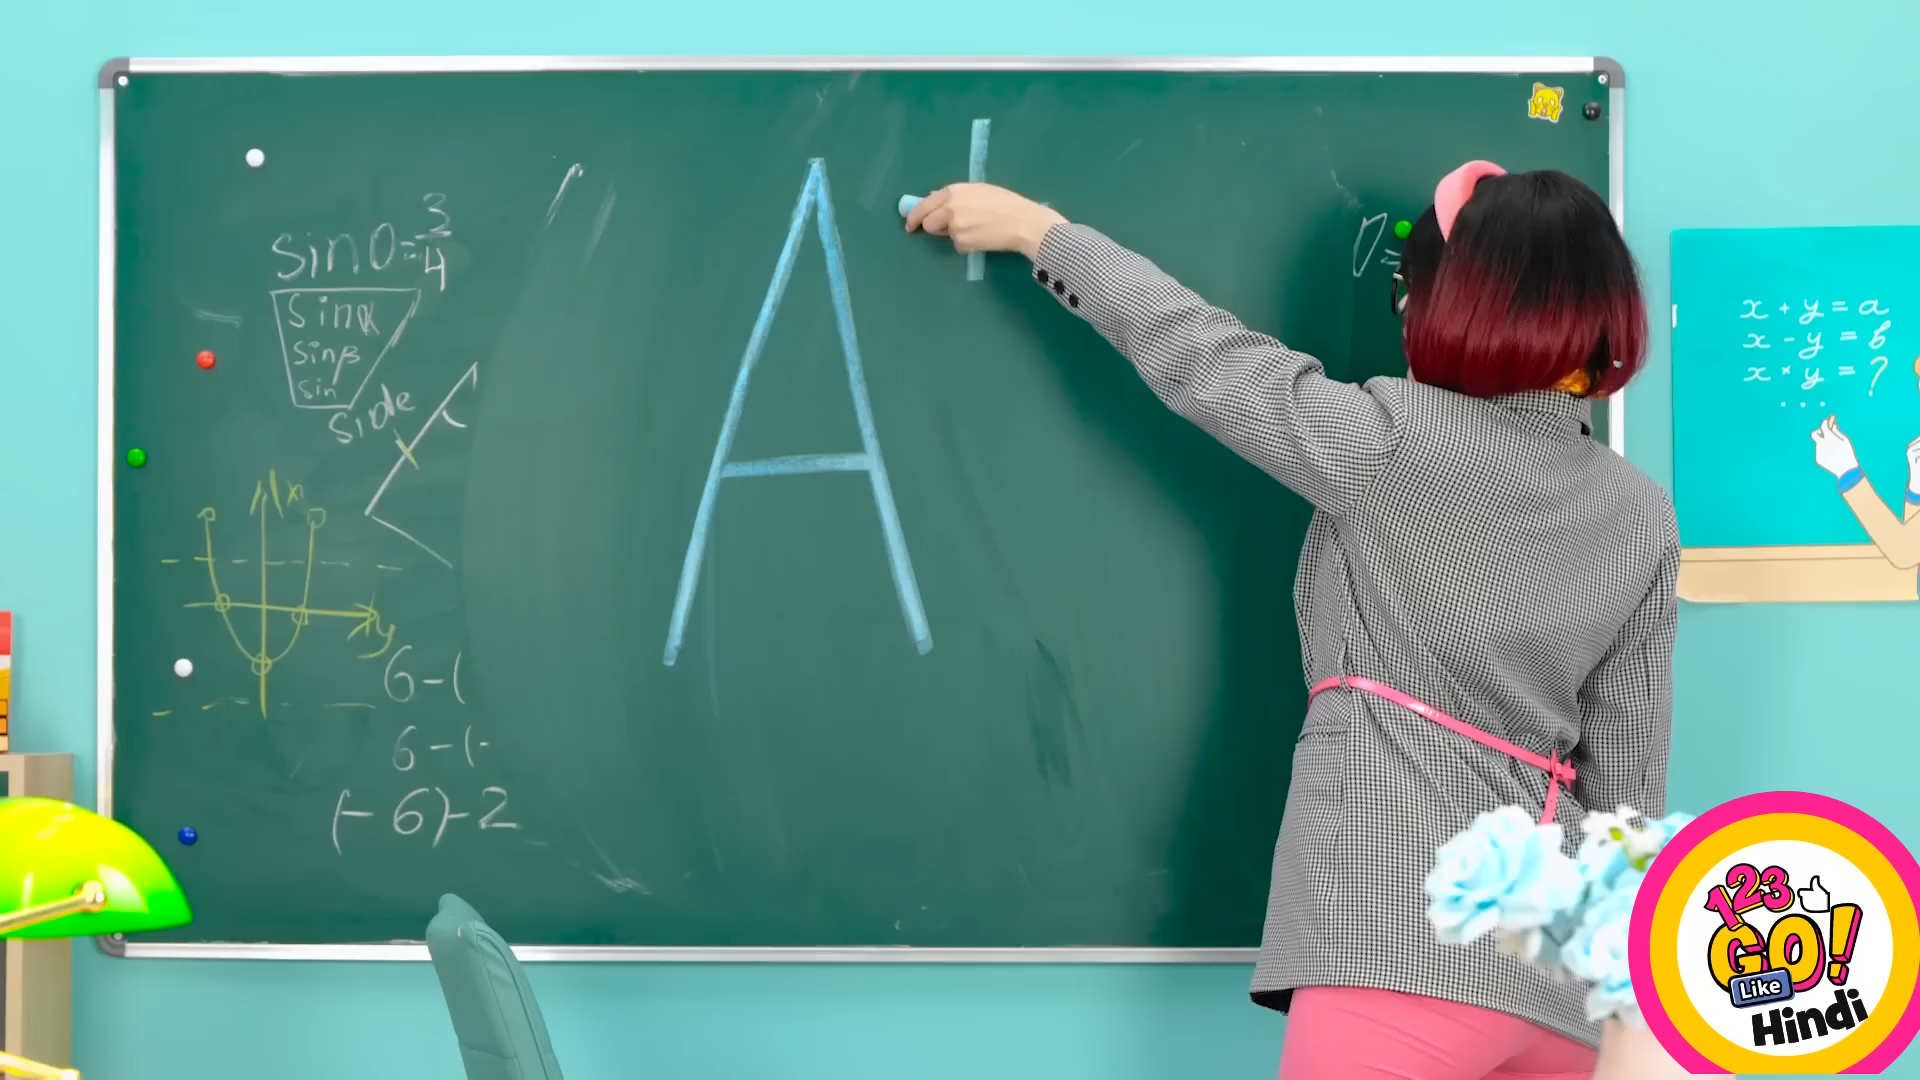 sin0=3/4
sinα
sinβ
sin
side
x
y
6-(
6-(-
(-6)-2
A
D=
x + y = a
x - y = b
x × y = ?
...
123
GO!
Like
Hindi